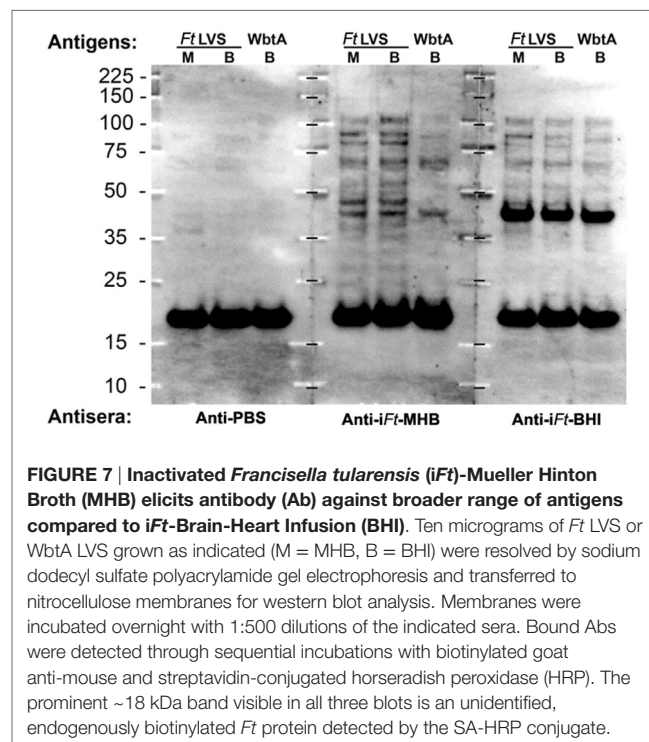 Antigens: Ft LVS WbtA Ft LVS WbtA Ft LVS WbtA
M B B M B B M B B
225 -
150 -
100 -
75 -
50 -
35 -
25 -
15 -
10 -
Antisera: Anti-PBS Anti-iFt-MHB Anti-iFt-BHI
FIGURE 7 | Inactivated Francisella tularensis (iFt)-Mueller Hinton
Broth (MHB) elicits antibody (Ab) against broader range of antigens
compared to iFt-Brain-Heart Infusion (BHI). Ten micrograms of Ft LVS or
WbtA LVS grown as indicated (M = MHB, B = BHI) were resolved by sodium
dodecyl sulfate polyacrylamide gel electrophoresis and transferred to
nitrocellulose membranes for western blot analysis. Membranes were
incubated overnight with 1:500 dilutions of the indicated sera. Bound Abs
were detected through sequential incubations with biotinylated goat
anti-mouse and streptavidin-conjugated horseradish peroxidase (HRP). The
prominent ~18 kDa band visible in all three blots is an unidentified,
endogenously biotinylated Ft protein detected by the SA-HRP conjugate.